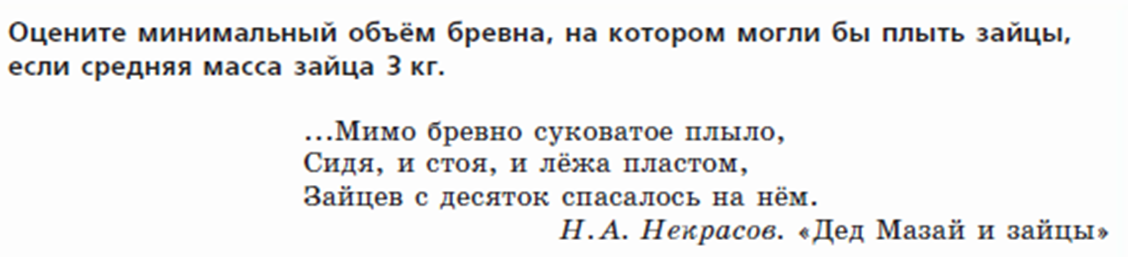 Оцените минимальный объём бревна, на котором могли бы плыть зайцы,
если средняя масса зайца 3 кг.
...Мимо бревно суковатое плыло,
Сидя, и стоя, и лёжа пластом,
Зайцев с десяток спасалось на нём.
Н.А. Некрасов. «Дед Мазай и зайцы»